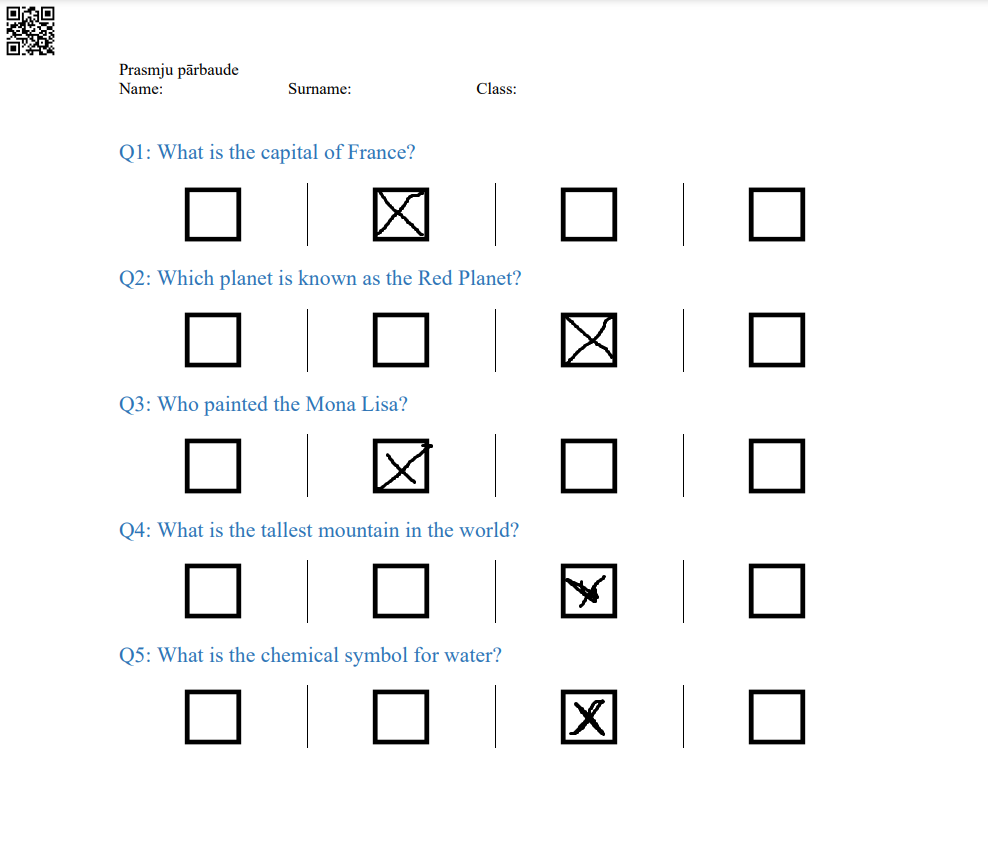 Prasmju pārbaude
Name: Surname: Class:
Q1: What is the capital of France?
Q2: Which planet is known as the Red Planet?
Q3: Who painted the Mona Lisa?
Q4: What is the tallest mountain in the world?
Q5: What is the chemical symbol for water?